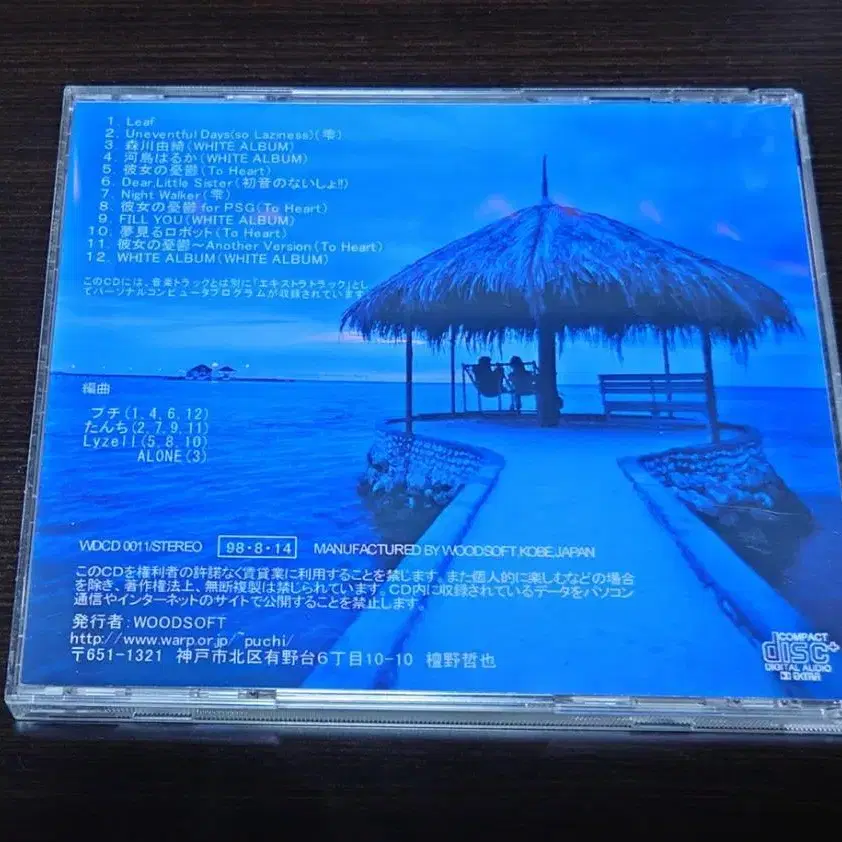 1. Leaf
2. Uneventful Days(so Laziness)(雫)
3. 森川由綺(WHITE ALBUM)
4. 河島はるか(WHITE ALBUM)
5. 彼女の憂鬱(To Heart)
6. Dear,Little Sister(初音のないしょ!!)
7. Night Walker(雫)
8. 彼女の憂鬱 for PSG(To Heart)
9. FILL YOU(WHITE ALBUM)
10. 夢見るロボット(To Heart)
11. 彼女の憂鬱〜Another Version(To Heart)
12. WHITE ALBUM(WHITE ALBUM)
このCDには、音楽トラックとは別に「エキストラトラック」とし
てパーソナルコンピュータプログラムが収録されています
編曲
プチ(1,4,6,12)
たんち(2,7,9,11)
Lyzell(5,8,10)
ALONE(3)
WDCD 0011/STEREO 98・8・14 MANUFACTURED BY WOODSOFT KOBE,JAPAN
このCDを権利者の許諾なく賃貸業に利用することを禁じます。また個人的に楽しむなどの場合
を除き、著作権法上、無断複製は禁じられています。CD内に収録されているデータをパソコン
通信やインターネットのサイトで公開することを禁止します。
発行者:WOODSOFT
http://www.warp.or.jp/~puchi/
〒651-1321 神戸市北区有野台6丁目10-10 檀野哲也
COMPACT
disc+
DIGITAL AUDIO
CD EXTRA